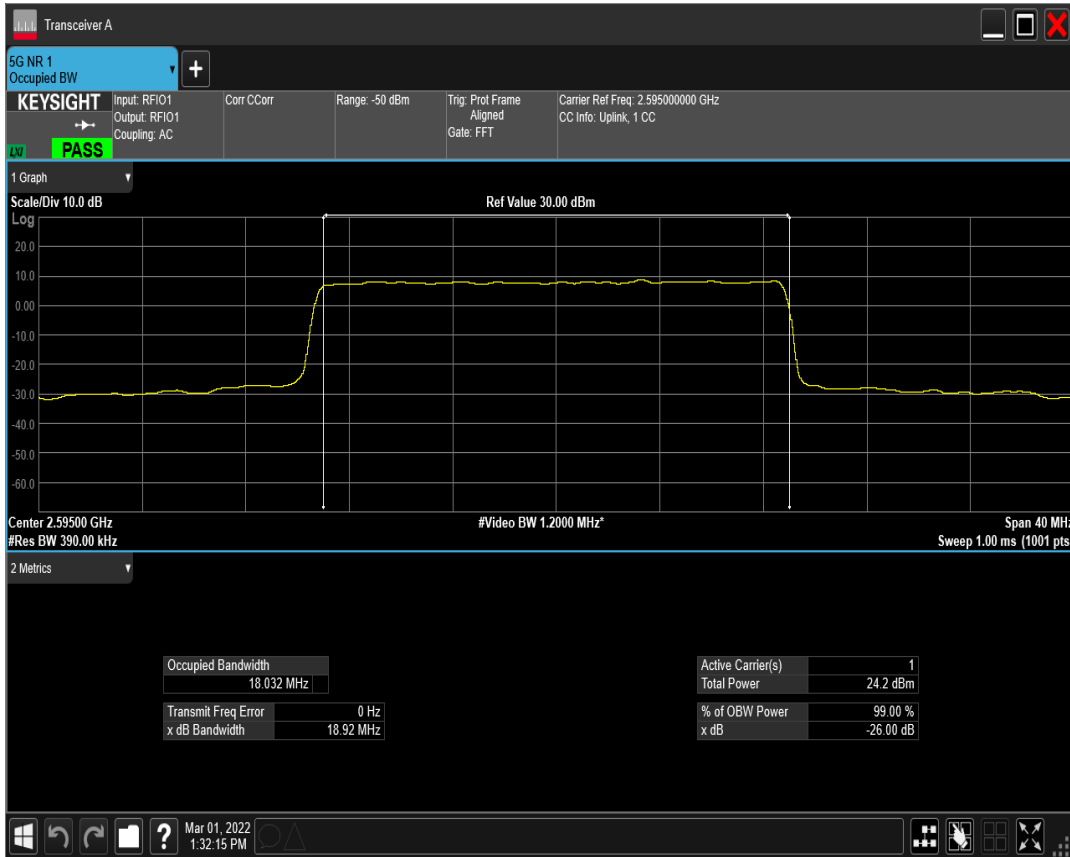 Transceiver A
5G NR 1
Occupied BW
+
KEYSIGHT
LXI
PASS
Input: RFIO1
Output: RFIO1
Coupling: AC
Corr CCorr
Range: -50 dBm
Trig: Prot Frame
Aligned
Gate: FFT
Carrier Ref Freq: 2.595000000 GHz
CC Info: Uplink, 1 CC
1 Graph
Scale/Div 10.0 dB
Ref Value 30.00 dBm
Log
20.0
10.0
0.00
-10.0
-20.0
-30.0
-40.0
-50.0
-60.0
Center 2.59500 GHz
#Video BW 1.2000 MHz*
Span 40 MHz
#Res BW 390.00 kHz
Sweep 1.00 ms (1001 pts
2 Metrics
Occupied Bandwidth
18.032 MHz
Transmit Freq Error 0 Hz
x dB Bandwidth 18.92 MHz
Active Carrier(s) 1
Total Power 24.2 dBm
% of OBW Power 99.00 %
x dB -26.00 dB
?
Mar 01, 2022
1:32:15 PM